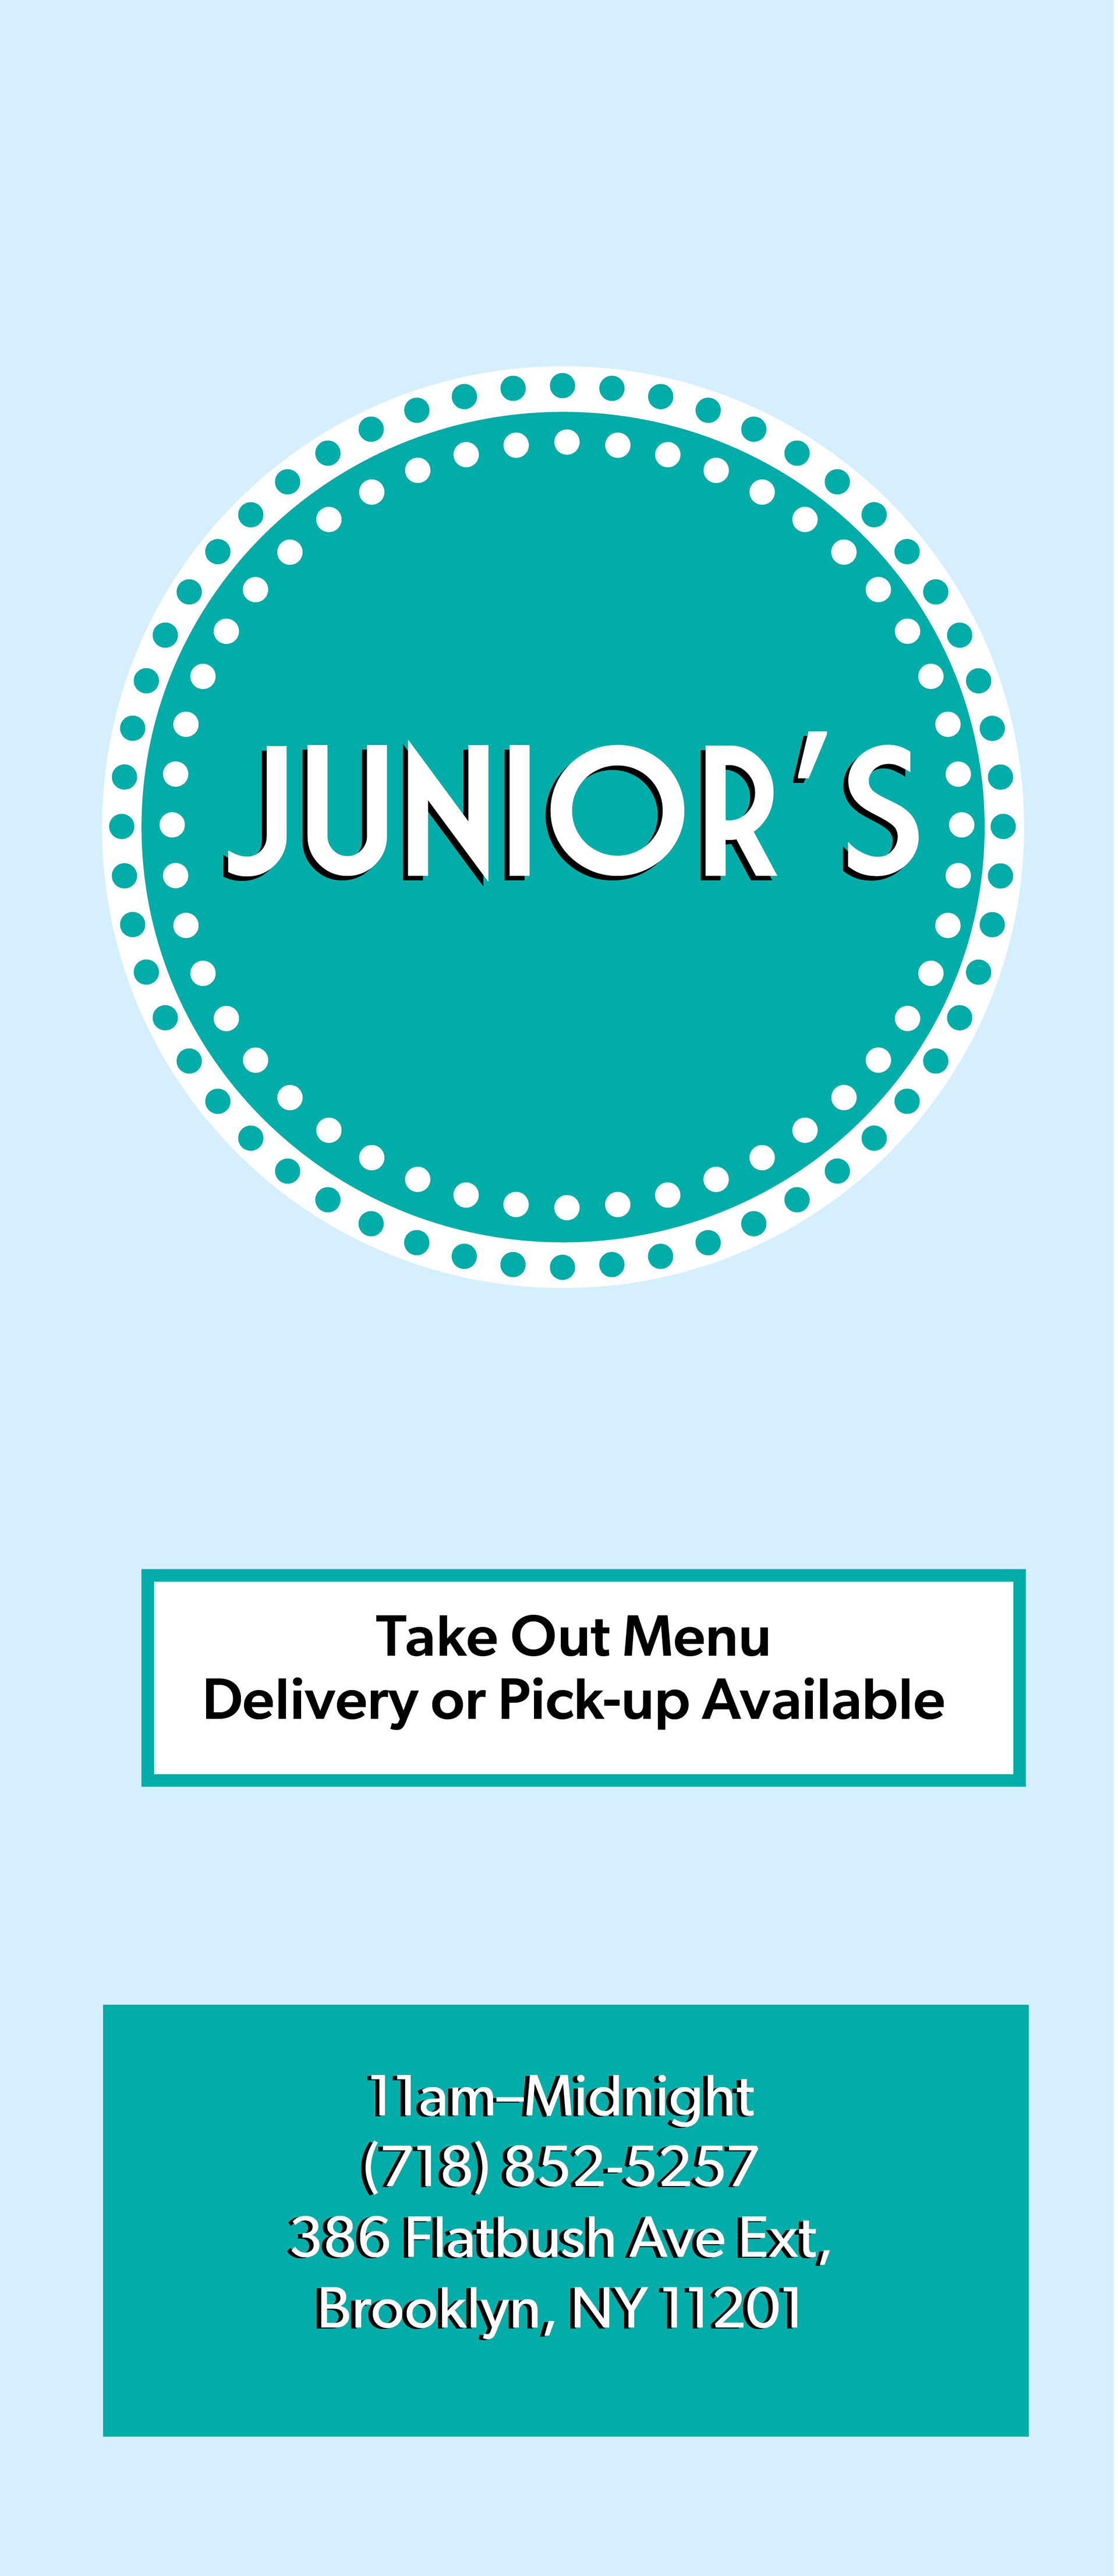 JUNIOR'S
Take Out Menu
Delivery or Pick-up Available
11am–Midnight
(718) 852-5257
386 Flatbush Ave Ext,
Brooklyn, NY 11201